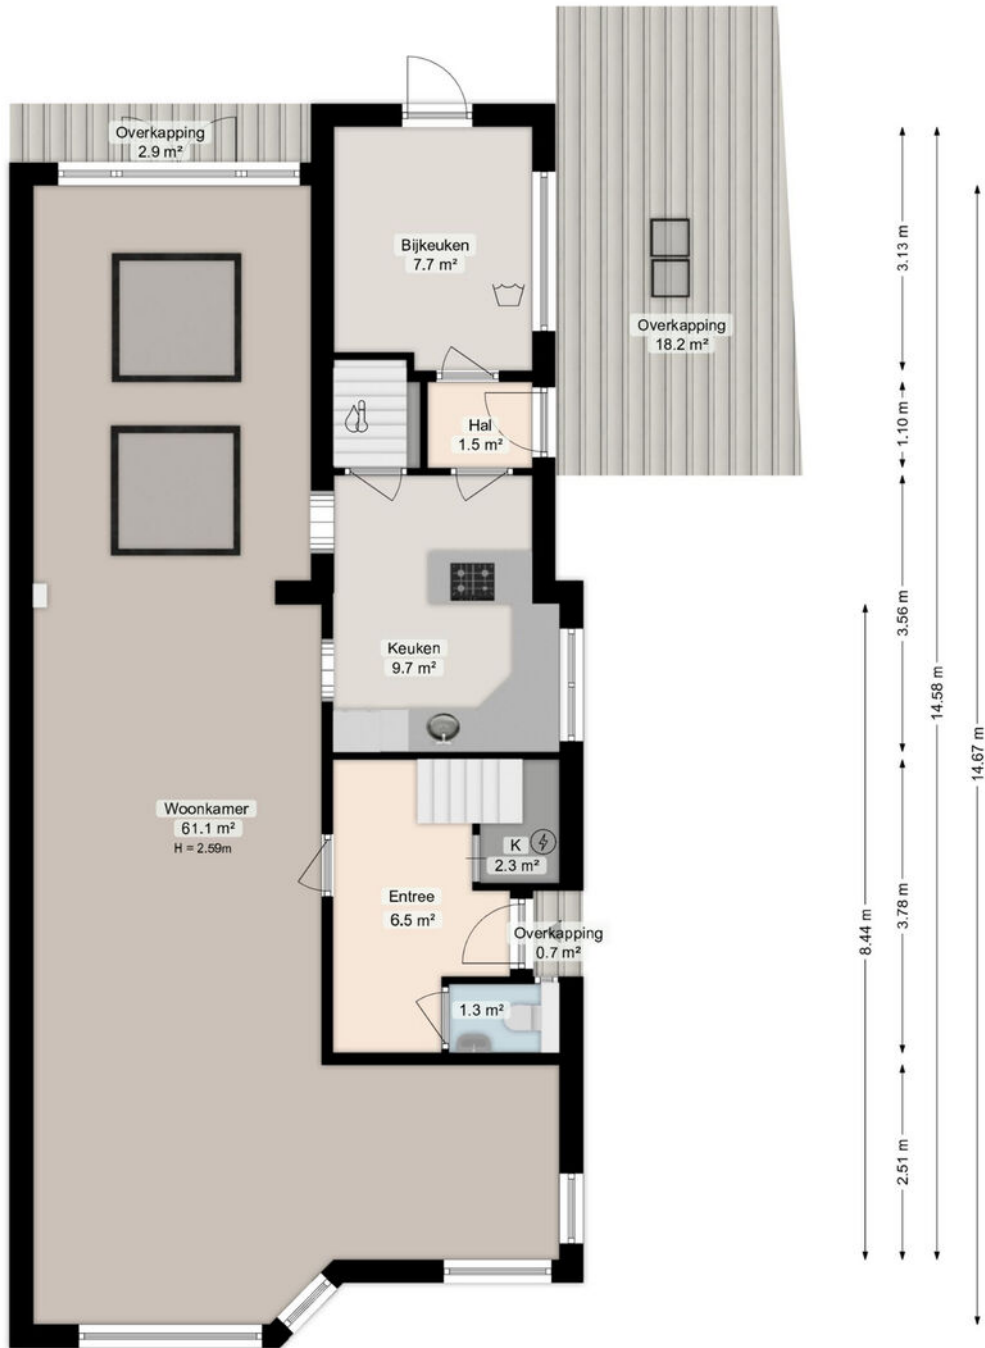 Overkapping
2.9 m²
Bijkeuken
7.7 m²
Overkapping
18.2 m²
Hal
1.5 m²
Keuken
9.7 m²
Woonkamer
61.1 m²
H = 2.59m
K
2.3 m²
Entree
6.5 m²
Overkapping
0.7 m²
1.3 m²
3.13 m
1.10 m
3.56 m
3.78 m
2.51 m
8.44 m
14.58 m
14.67 m